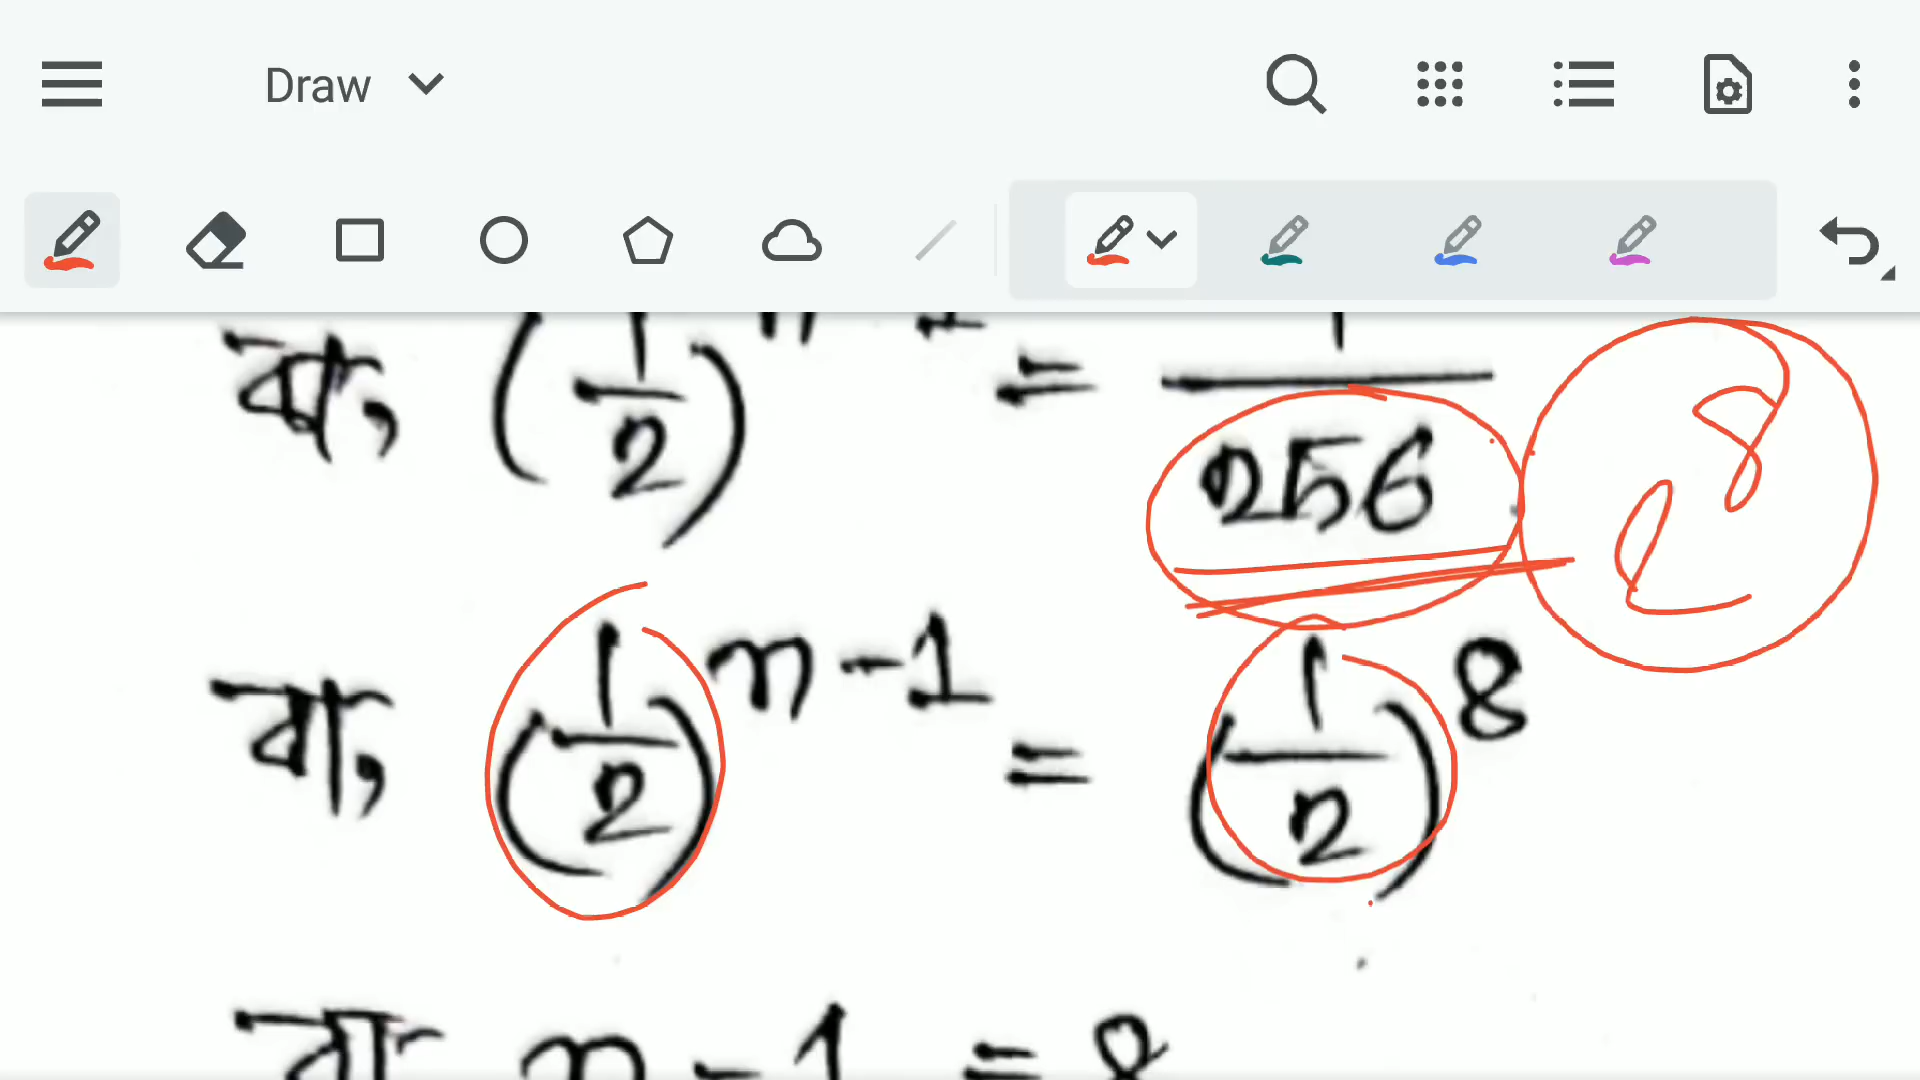 Draw
বা, (1/2)^n-1 = 1/256
2^8
বা, (1/2)^n-1 = (1/2)^8
বা n-1 = 8